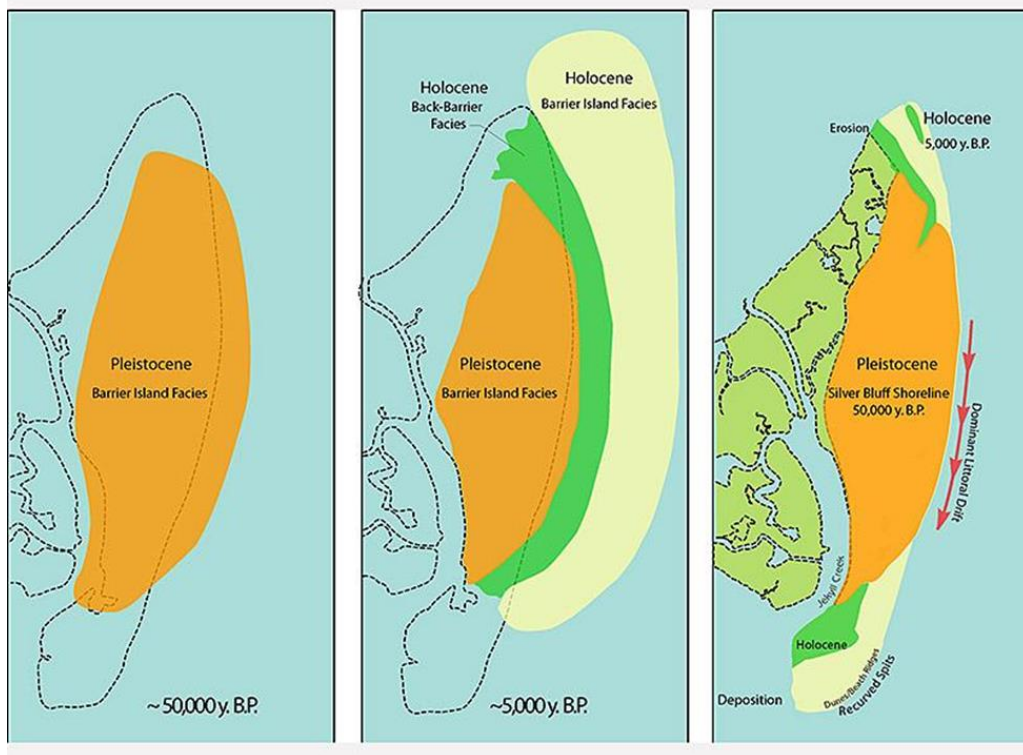 Pleistocene
Barrier Island Facies
~ 50,000 y. B.P.
Holocene
Back-Barrier
Facies
Holocene
Barrier Island Facies
Pleistocene
Barrier Island Facies
~5,000 y. B.P.
Erosion
Holocene
5,000 y. B.P.
Pleistocene
Silver Bluff Shoreline
50,000 y. B.P.
Dominant Littoral Drift
Jekyll Creek
Holocene
Deposition
Dunes/Beach Ridges
Recurved Spits